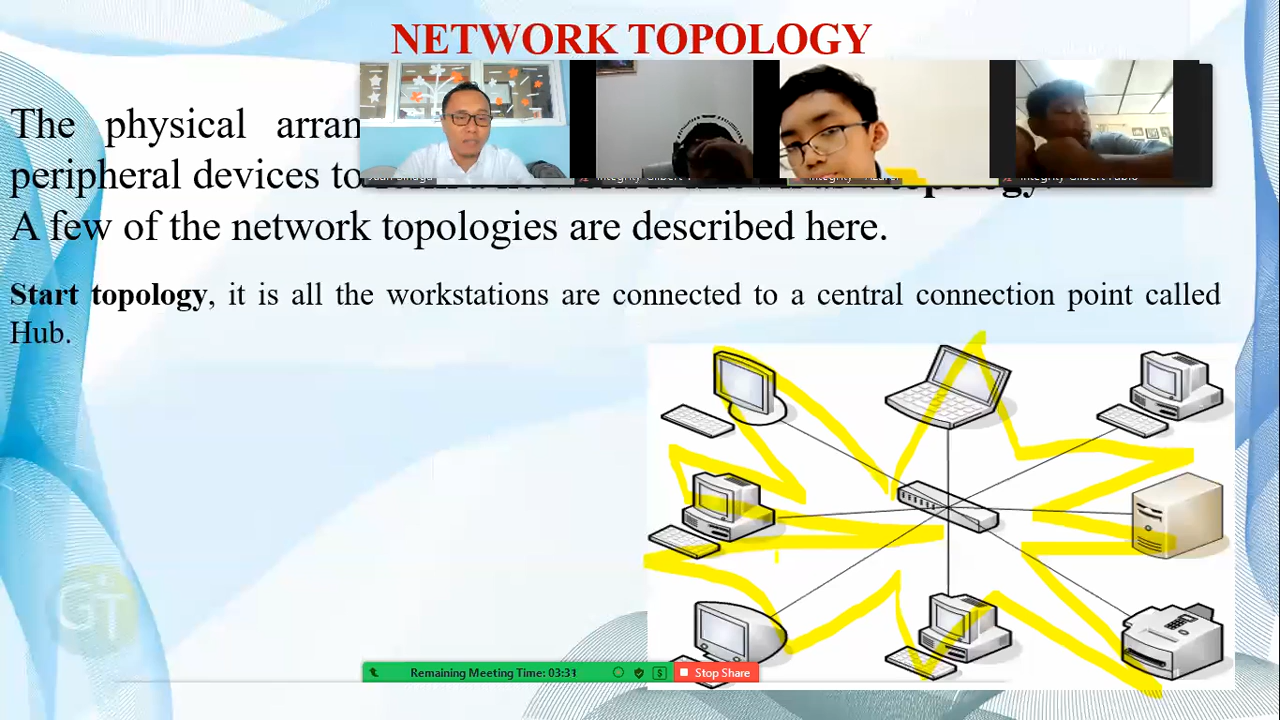 NETWORK TOPOLOGY
The physical arran
peripheral devices to topology
A few of the network topologies are described here.
Start topology, it is all the workstations are connected to a central connection point called
Hub.
GT
Remaining Meeting Time: 03:31 Stop Share